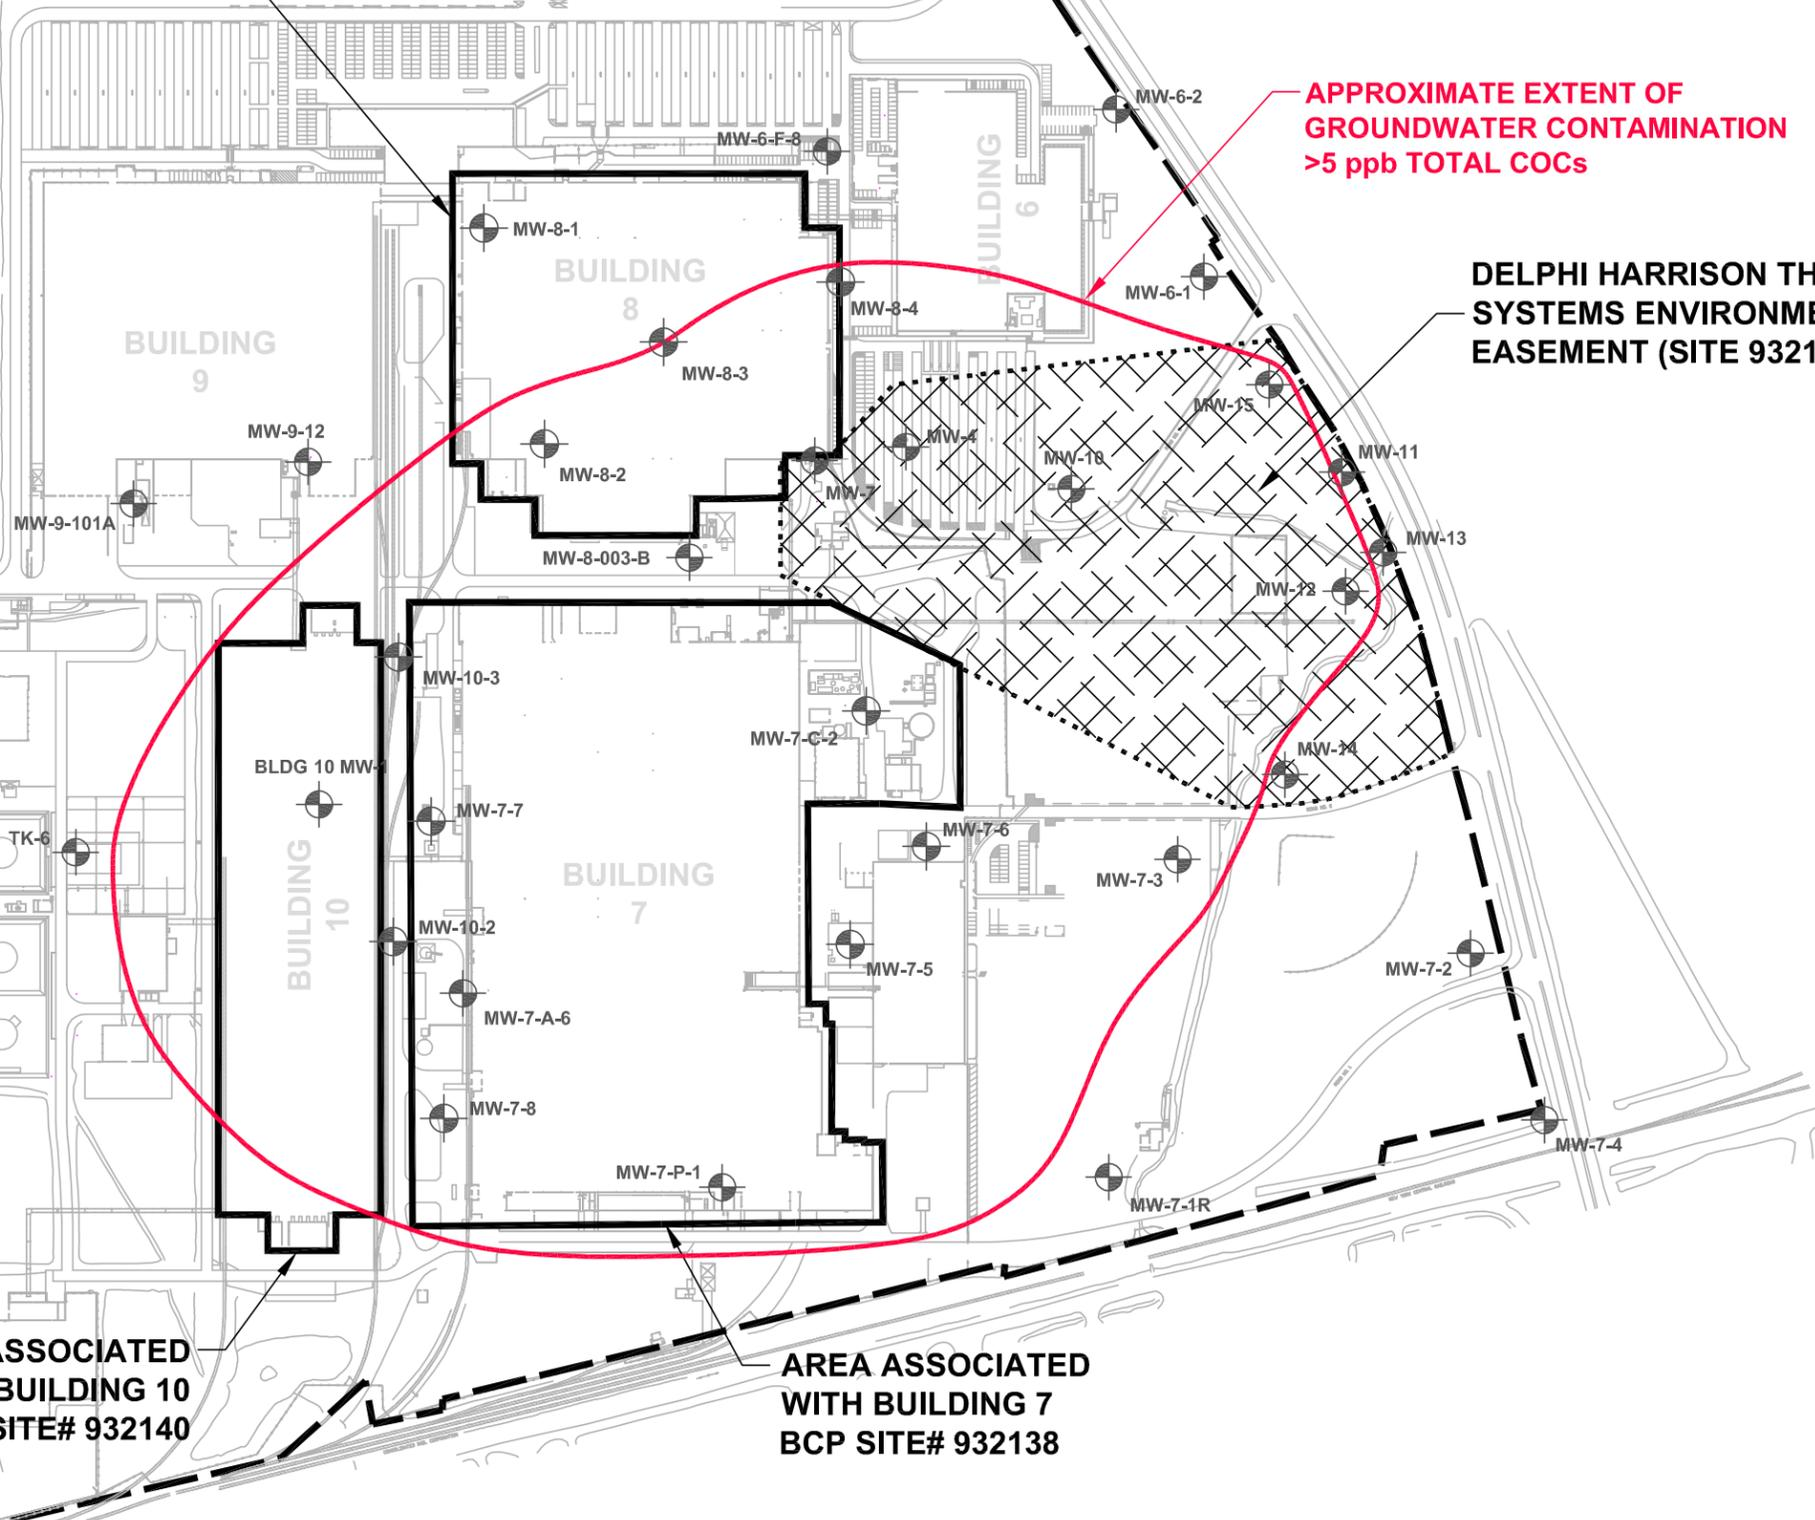 MW-6-2
APPROXIMATE EXTENT OF
GROUNDWATER CONTAMINATION
>5 ppb TOTAL COCs
MW-6-F-8
BUILDING
6
MW-8-1
BUILDING
8
MW-6-1
MW-8-4
DELPHI HARRISON TH
SYSTEMS ENVIRONME
EASEMENT (SITE 9321
BUILDING
9
MW-8-3
MW-15
MW-9-12
MW-4
MW-10
MW-11
MW-8-2
MW-7
MW-9-101A
MW-8-003-B
MW-13
MW-12
MW-10-3
MW-7-C-2
MW-14
BLDG 10 MW-1
MW-7-7
TK-6
MW-7-6
BUILDING
7
MW-7-3
BUILDING
10
MW-10-2
MW-7-5
MW-7-2
MW-7-A-6
MW-7-8
MW-7-4
MW-7-P-1
MW-7-1R
ASSOCIATED
BUILDING 10
SITE# 932140
AREA ASSOCIATED
WITH BUILDING 7
BCP SITE# 932138